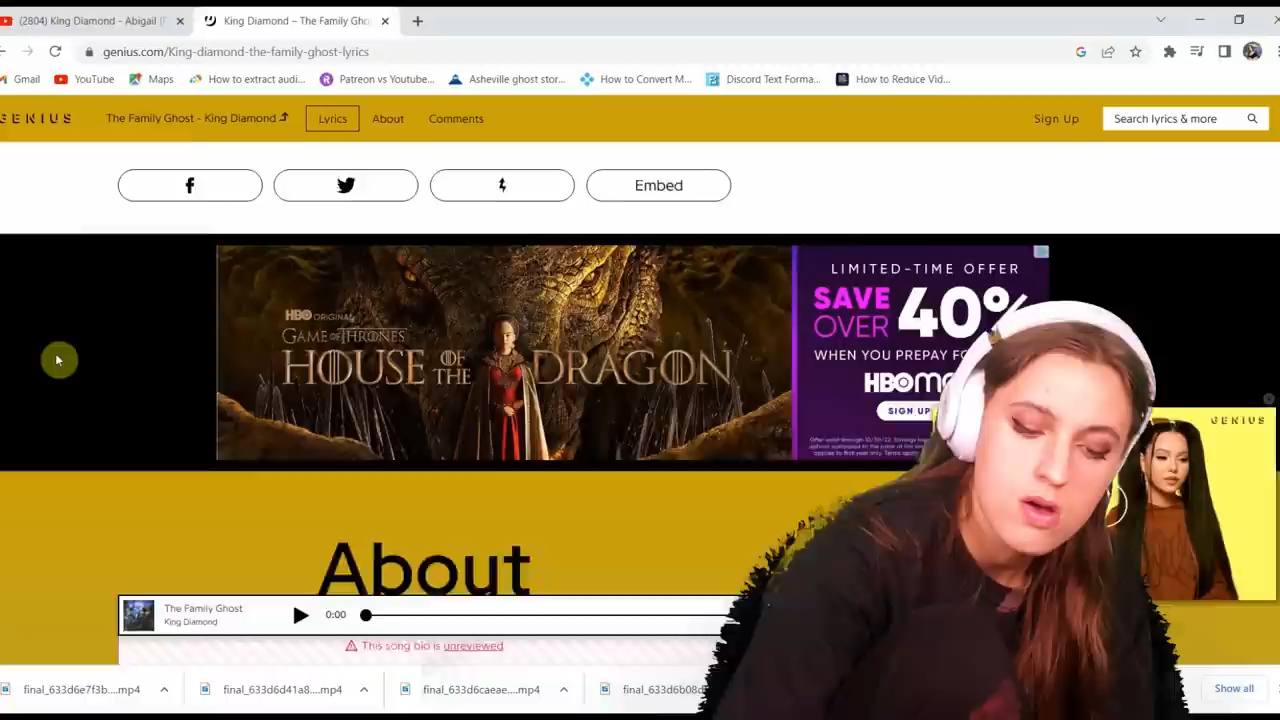 (2804) King Diamond - Abigail (F
King Diamond – The Family Gho
genius.com/King-diamond-the-family-ghost-lyrics
Gmail
YouTube
Maps
How to extract audi...
Patreon vs Youtube...
Asheville ghost stor...
How to Convert M...
Discord Text Forma...
How to Reduce Vid...
GENIUS
The Family Ghost - King Diamond
Lyrics
About
Comments
Sign Up
Search lyrics & more
Embed
HBO ORIGINAL
GAME OF THRONES
HOUSE OF THE DRAGON
LIMITED-TIME OFFER
SAVE
OVER
40%
WHEN YOU PREPAY FO
HBOm
SIGN UP
GENIUS
About
The Family Ghost
King Diamond
0:00
This song bio is unreviewed
final_633d6e7f3b....mp4
final_633d6d41a8....mp4
final_633d6caeae....mp4
final_633d6b08d
Show all